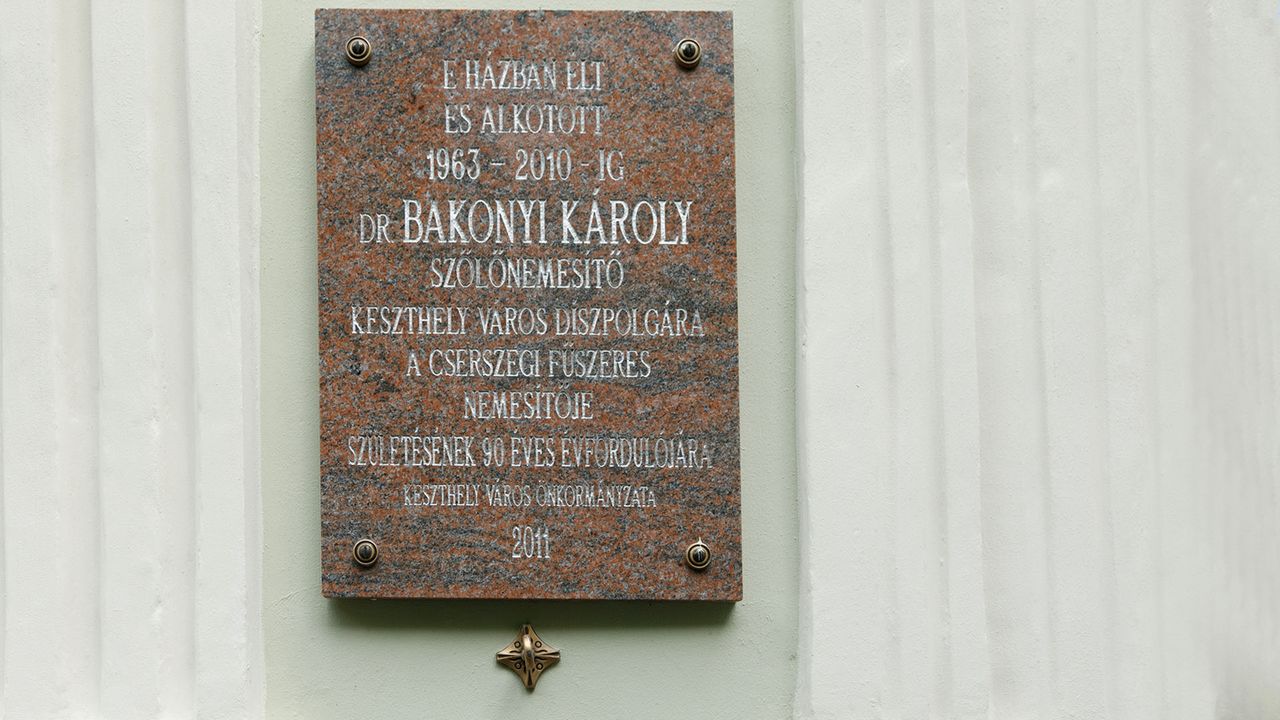 E HÁZBAN ÉLT
ÉS ALKOTOTT
1963 - 2010 - IG
DR. BAKONYI KÁROLY
SZŐLŐNEMESÍTŐ
KESZTHELY VÁROS DÍSZPOLGÁRA
A CSERSZEGI FŰSZERES
NEMESÍTŐJE
SZÜLETÉSÉNEK 90 ÉVES ÉVFORDULÓJÁRA
KESZTHELY VÁROS ÖNKORMÁNYZATA
2011